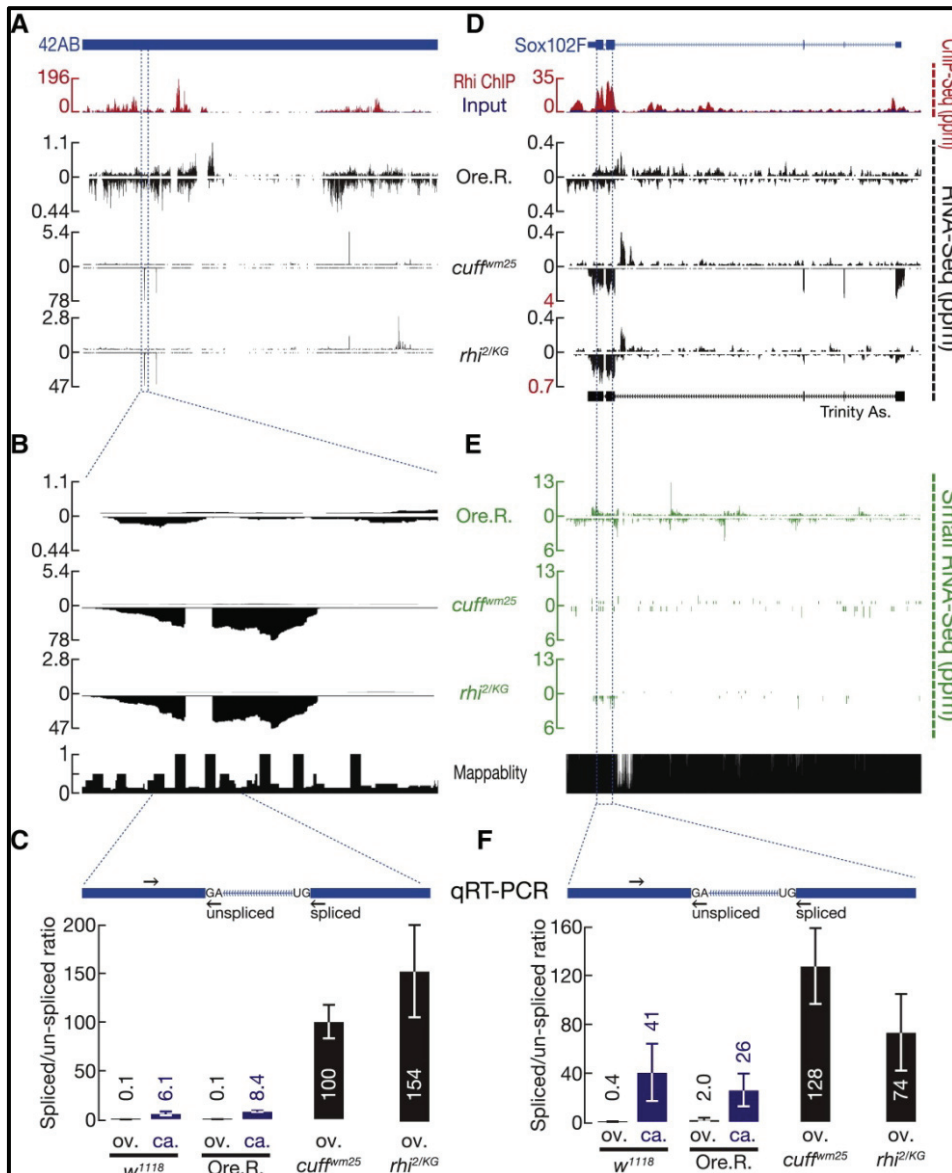 A
42AB
196
0
Rhi ChIP
Input
1.1
0
0.44
Ore.R.
5.4
0
78
cuffwm25
2.8
0
47
rhi2/KG
B
1.1
0
0.44
5.4
0
78
2.8
0
47
1
0
Mappablity
C
GA
UG
unspliced
spliced
qRT-PCR
Spliced/un-spliced ratio
200
150
100
50
0
0.1
6.1
0.1
8.4
100
154
ov. ca. ov. ca. ov. ov.
w1118 Ore.R. cuffwm25 rhi2/KG
D
Sox102F
35
0
ChIP-Seq (ppm)
0.4
0
0.4
0.4
0
4
0.4
0
0.7
Trinity As.
RNA-Seq (ppm)
E
Ore.R.
13
0
6
cuffwm25
13
0
6
rhi2/KG
13
0
6
Small RNA-Seq (ppm)
F
GA
UG
unspliced
spliced
Spliced/un-spliced ratio
160
120
80
40
0
0.4
41
2.0
26
128
74
ov. ca. ov. ca. ov. ov.
w1118 Ore.R. cuffwm25 rhi2/KG